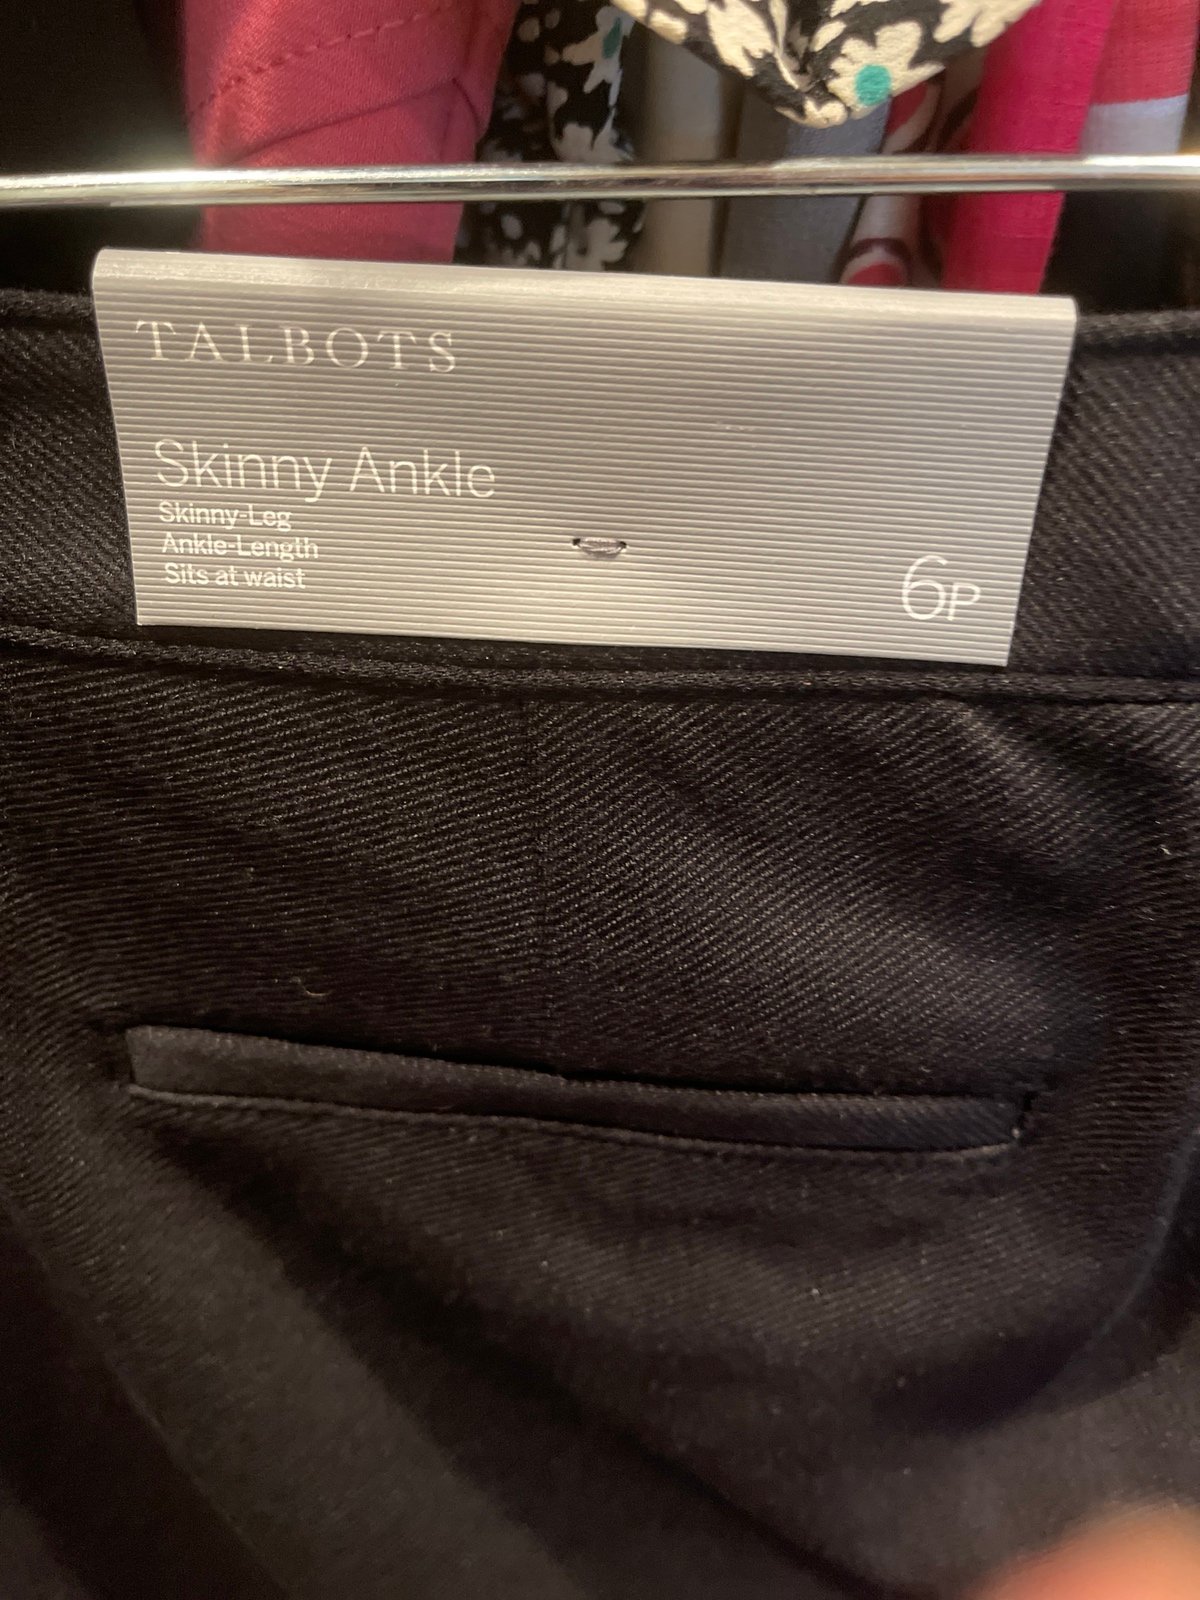 TALBOTS
Skinny Ankle
Skinny-Leg
Ankle-Length
Sits at waist
6P